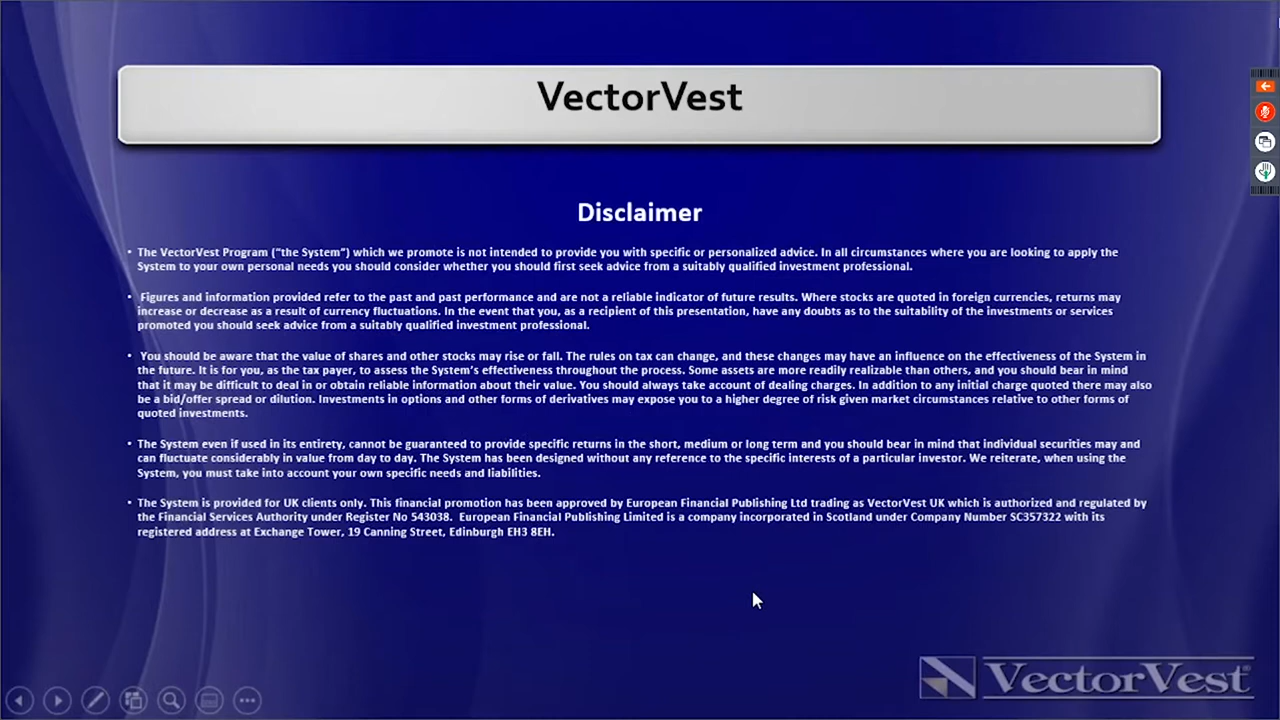 VectorVest
Disclaimer
• The VectorVest Program (“the System”) which we promote is not intended to provide you with specific or personalized advice. In all circumstances where you are looking to apply the
System to your own personal needs you should consider whether you should first seek advice from a suitably qualified investment professional.
• Figures and information provided refer to the past and past performance and are not a reliable indicator of future results. Where stocks are quoted in foreign currencies, returns may
increase or decrease as a result of currency fluctuations. In the event that you, as a recipient of this presentation, have any doubts as to the suitability of the investments or services
promoted you should seek advice from a suitably qualified investment professional.
• You should be aware that the value of shares and other stocks may rise or fall. The rules on tax can change, and these changes may have an influence on the effectiveness of the System in
the future. It is for you, as the tax payer, to assess the System’s effectiveness throughout the process. Some assets are more readily realizable than others, and you should bear in mind
that it may be difficult to deal in or obtain reliable information about their value. You should always take account of dealing charges. In addition to any initial charge quoted there may also
be a bid/offer spread or dilution. Investments in options and other forms of derivatives may expose you to a higher degree of risk given market circumstances relative to other forms of
quoted investments.
• The System even if used in its entirety, cannot be guaranteed to provide specific returns in the short, medium or long term and you should bear in mind that individual securities may and
can fluctuate considerably in value from day to day. The System has been designed without any reference to the specific interests of a particular investor. We reiterate, when using the
System, you must take into account your own specific needs and liabilities.
• The System is provided for UK clients only. This financial promotion has been approved by European Financial Publishing Ltd trading as VectorVest UK which is authorized and regulated by
the Financial Services Authority under Register No 543038. European Financial Publishing Limited is a company incorporated in Scotland under Company Number SC357322 with its
registered address at Exchange Tower, 19 Canning Street, Edinburgh EH3 8EH.
VectorVest®